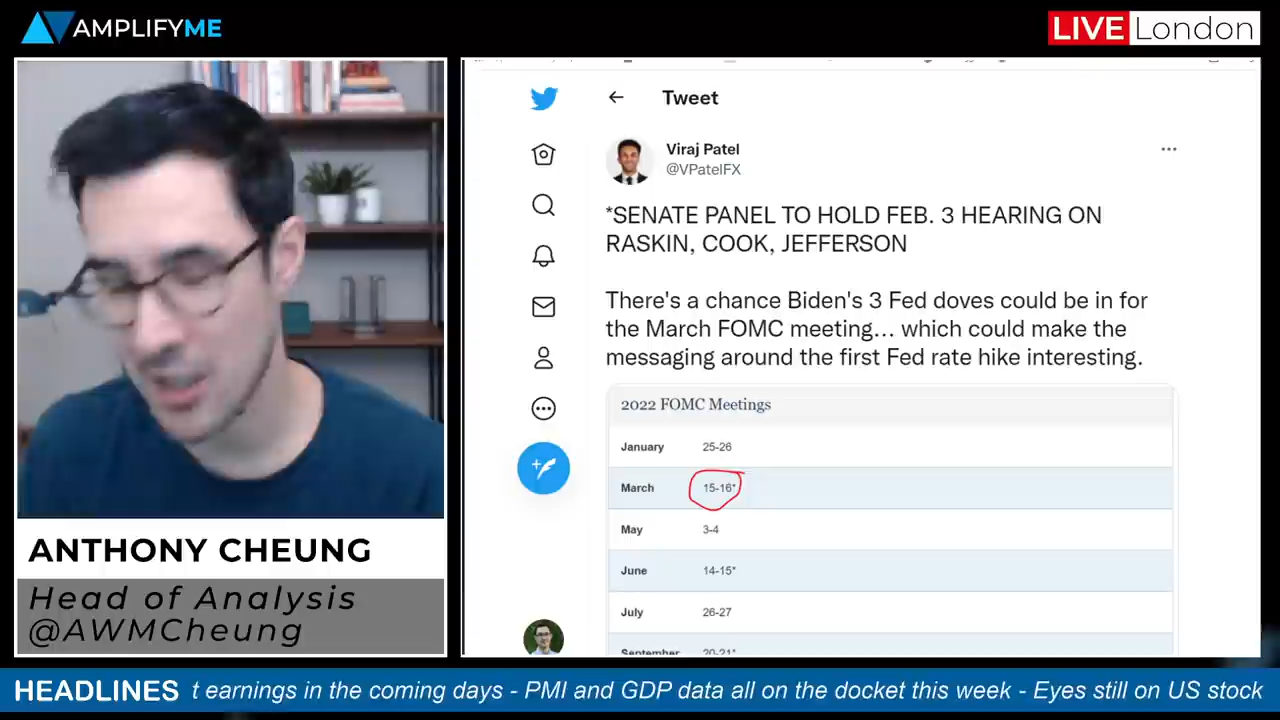 AMPLIFYME
LIVE London
Tweet
Viraj Patel
@VPatelFX
*SENATE PANEL TO HOLD FEB. 3 HEARING ON
RASKIN, COOK, JEFFERSON
There's a chance Biden's 3 Fed doves could be in for
the March FOMC meeting... which could make the
messaging around the first Fed rate hike interesting.
2022 FOMC Meetings
January 25-26
March 15-16*
May 3-4
June 14-15*
July 26-27
September 20-21*
ANTHONY CHEUNG
Head of Analysis
@AWMCheung
HEADLINES t earnings in the coming days - PMI and GDP data all on the docket this week - Eyes still on US stock